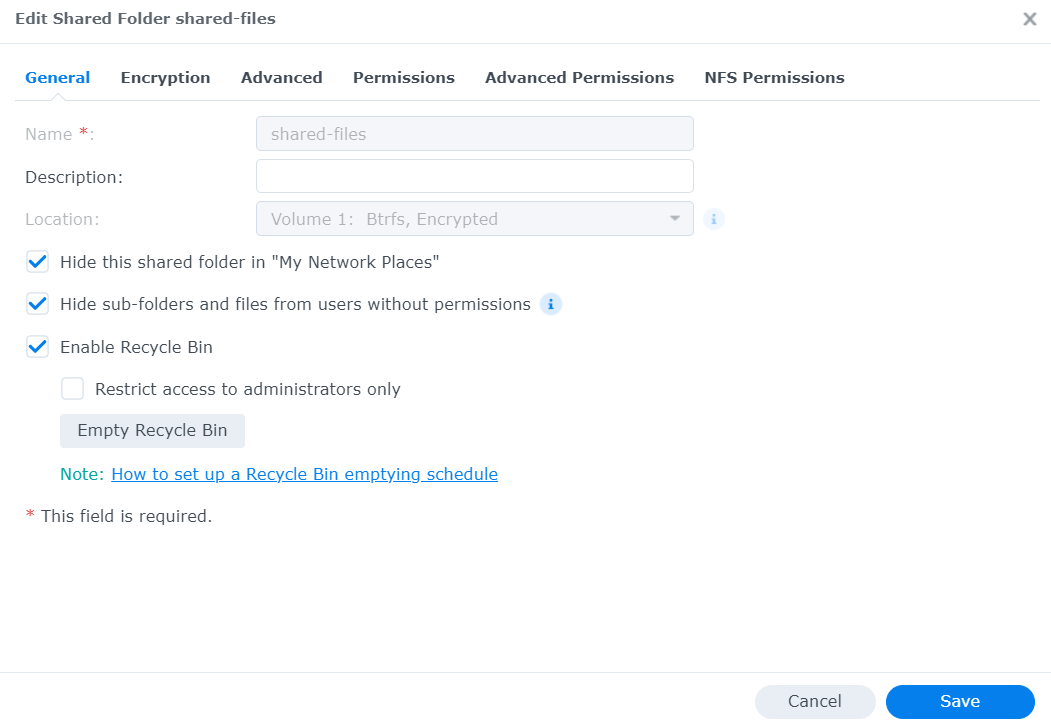 Edit Shared Folder shared-files
General Encryption Advanced Permissions Advanced Permissions NFS Permissions
Name *: shared-files
Description:
Location: Volume 1: Btrfs, Encrypted
Hide this shared folder in "My Network Places"
Hide sub-folders and files from users without permissions
Enable Recycle Bin
Restrict access to administrators only
Empty Recycle Bin
Note: How to set up a Recycle Bin emptying schedule
* This field is required.
Cancel Save